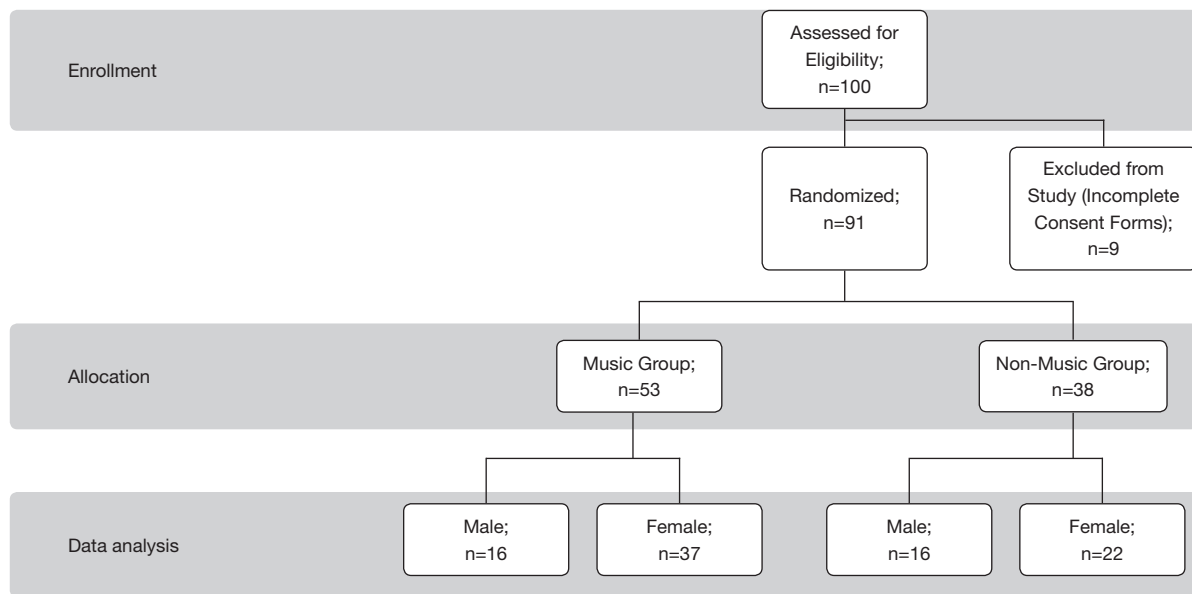 Enrollment
Assessed for
Eligibility;
n=100
Randomized;
n=91
Excluded from
Study (Incomplete
Consent Forms);
n=9
Allocation
Music Group;
n=53
Non-Music Group;
n=38
Data analysis
Male;
n=16
Female;
n=37
Male;
n=16
Female;
n=22